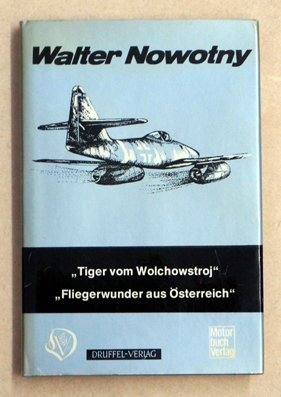 Walter Nowotny
„Tiger vom Wolchowstroj“
„Fliegerwunder aus Österreich“
DRUFFEL-VERLAG
Motor
buch
Verlag